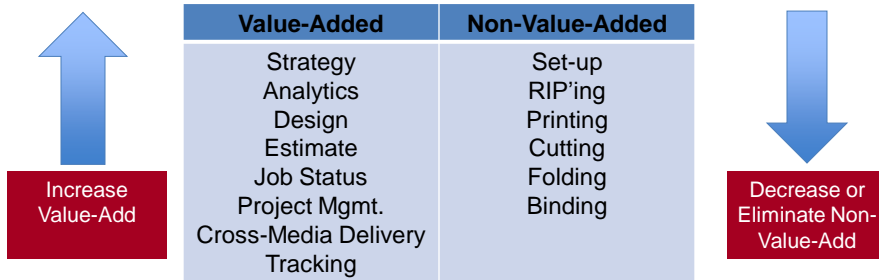 Value-Added
Non-Value-Added
Strategy
Analytics
Design
Estimate
Job Status
Project Mgmt.
Cross-Media Delivery
Tracking
Set-up
RIP'ing
Printing
Cutting
Folding
Binding
Increase
Value-Add
Decrease or
Eliminate Non-
Value-Add